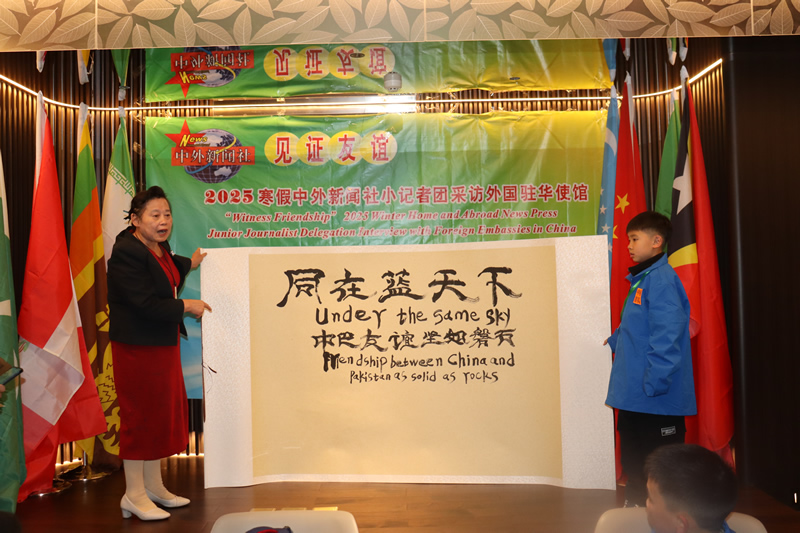 News
中外新闻社
见证友谊
2025寒假中外新闻社小记者团采访外国驻华使馆
"Witness Friendship" 2025 Winter Home and Abroad News Press
Junior Journalist Delegation Interview with Foreign Embassies in China
同在蓝天下
Under the same sky
中巴友谊坚如磐石
Friendship between China and
Pakistan as solid as rocks